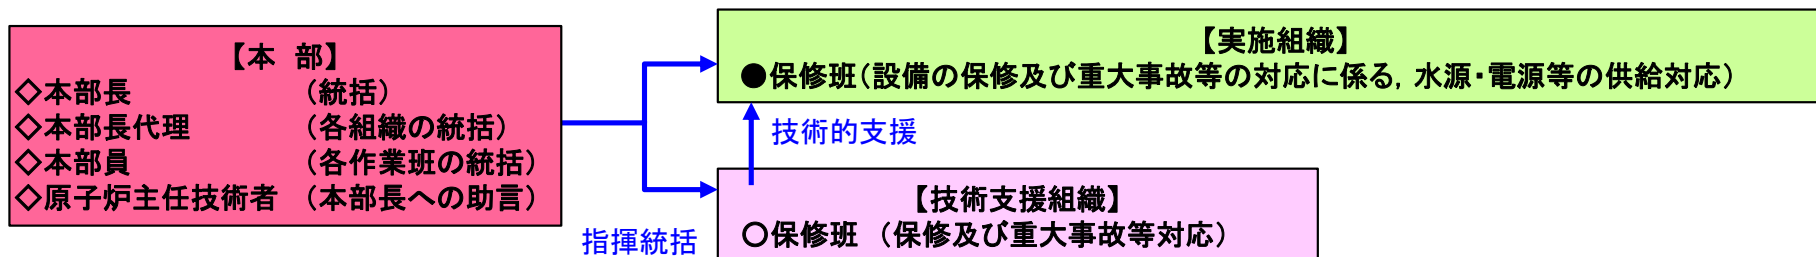 【本　部】
◇本部長　（統括）
◇本部長代理　（各組織の統括）
◇本部員　（各作業班の統括）
◇原子炉主任技術者　（本部長への助言）
指揮統括
【実施組織】
●保修班（設備の保修及び重大事故等の対応に係る，水源・電源等の供給対応）
技術的支援
【技術支援組織】
○保修班　（保修及び重大事故等対応）